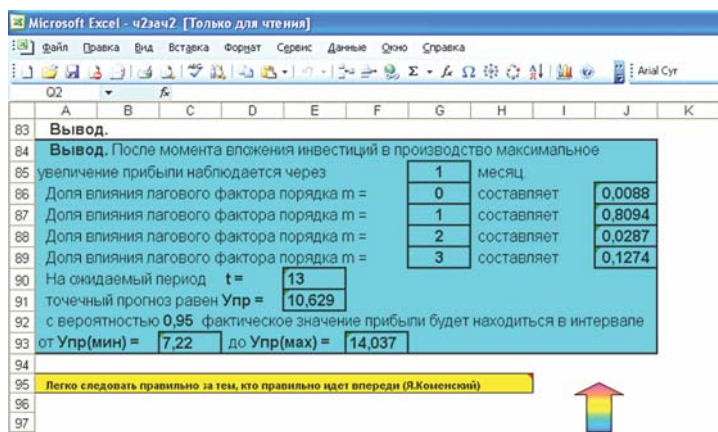 Microsoft Excel - ч2зач2 [Только для чтения]
Файл Правка Вид Вставка Формат Сервис Данные Окно Справка
Arial Cyr
Q2 fx
A B C D E F G H I J K
83 Вывод.
84 Вывод. После момента вложения инвестиций в производство максимальное
85 увеличение прибыли наблюдается через 1 месяц.
86 Доля влияния лагового фактора порядка m = 0 составляет 0,0088
87 Доля влияния лагового фактора порядка m = 1 составляет 0,8094
88 Доля влияния лагового фактора порядка m = 2 составляет 0,0287
89 Доля влияния лагового фактора порядка m = 3 составляет 0,1274
90 На ожидаемый период t = 13
91 точечный прогноз равен Упр = 10,629
92 с вероятностью 0,95 фактическое значение прибыли будет находиться в интервале
93 от Упр(мин) = 7,22 до Упр(мах) = 14,037
94
95 Легко следовать правильно за тем, кто правильно идет впереди (Я.Коменский)
96
97